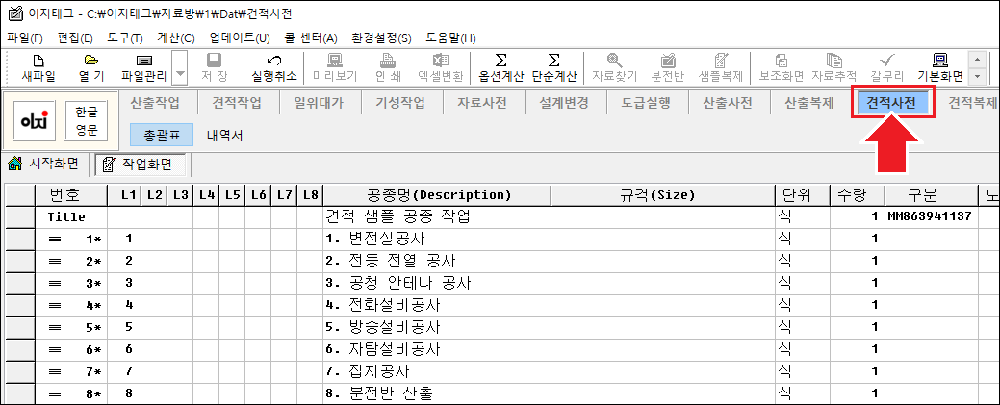 이지테크 - C:\이지테크\자료방\1\Dat\견적사전
파일(F) 편집(E) 도구(T) 계산(C) 업데이트(U) 콜 센터(A) 환경설정(S) 도움말(H)
새파일 열 기 파일관리 저 장 실행취소 미리보기 인 쇄 엑셀변환 옵션계산 단순계산 자료찾기 분전반 샘플복제 보조화면 자료추적 갈무리 기본화면
산출작업 견적작업 일위대가 기성작업 자료사전 설계변경 도급실행 산출사전 산출복제 견적사전 견적복제
olxi 한글
영문
총괄표 내역서
시작화면 작업화면
번호 L1 L2 L3 L4 L5 L6 L7 L8 공종명(Description) 규격(Size) 단위 수량 구분 노
Title 견적 샘플 공종 작업 식 1 MM863941137
1* 1 1. 변전실공사 식 1
2* 2 2. 전등 전열 공사 식 1
3* 3 3. 공청 안테나 공사 식 1
4* 4 4. 전화설비공사 식 1
5* 5 5. 방송설비공사 식 1
6* 6 6. 자탐설비공사 식 1
7* 7 7. 접지공사 식 1
8* 8 8. 분전반 산출 식 1